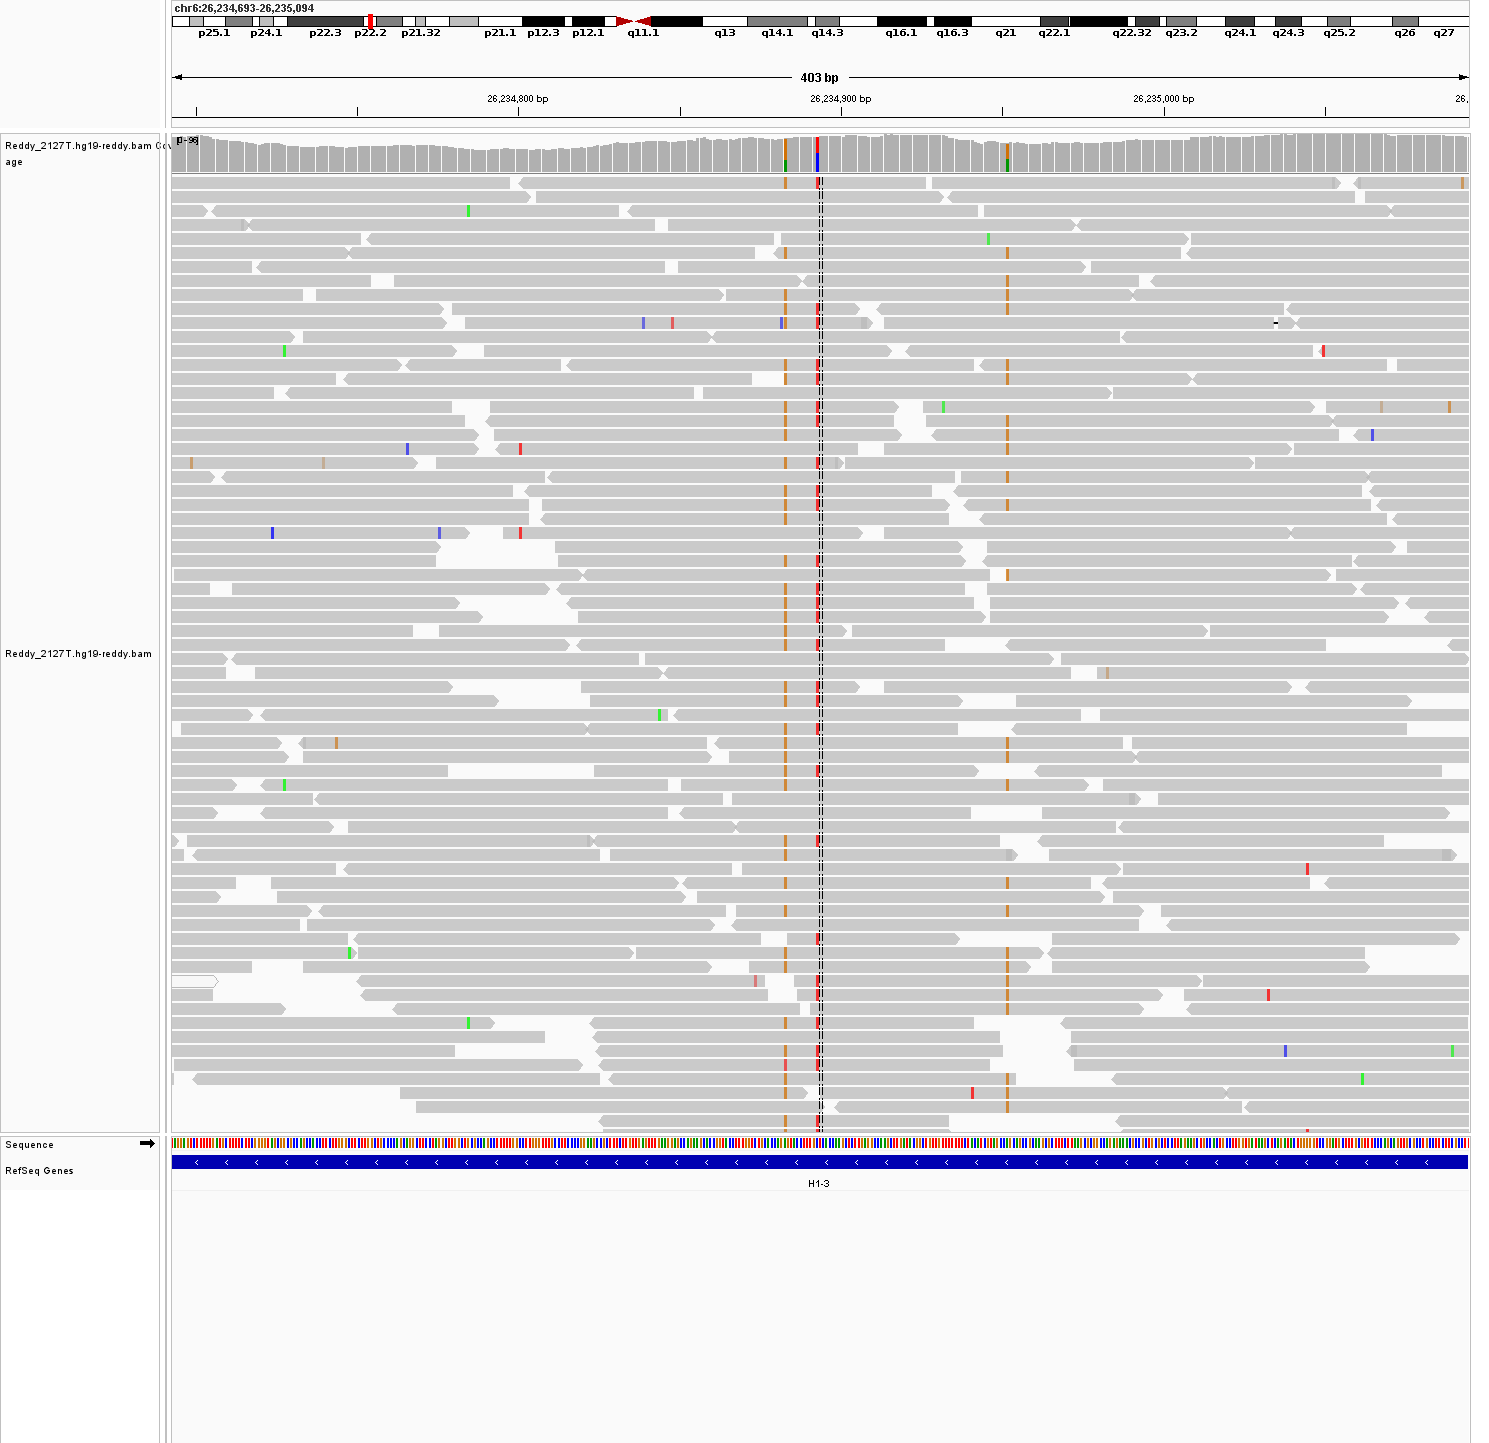 chr6:26,234,693-26,235,094
p25.1 p24.1 p22.3 p22.2 p21.32 p21.1 p12.3 p12.1 q11.1 q13 q14.1 q14.3 q16.1 q16.3 q21 q22.1 q22.32 q23.2 q24.1 q24.3 q25.2 q26 q27
403 bp
26,234,800 bp 26,234,900 bp 26,235,000 bp 26,
Reddy_2127T.hg19-reddy.bam Cov
age
[0-96]
Reddy_2127T.hg19-reddy.bam
Sequence
RefSeq Genes
H1-3